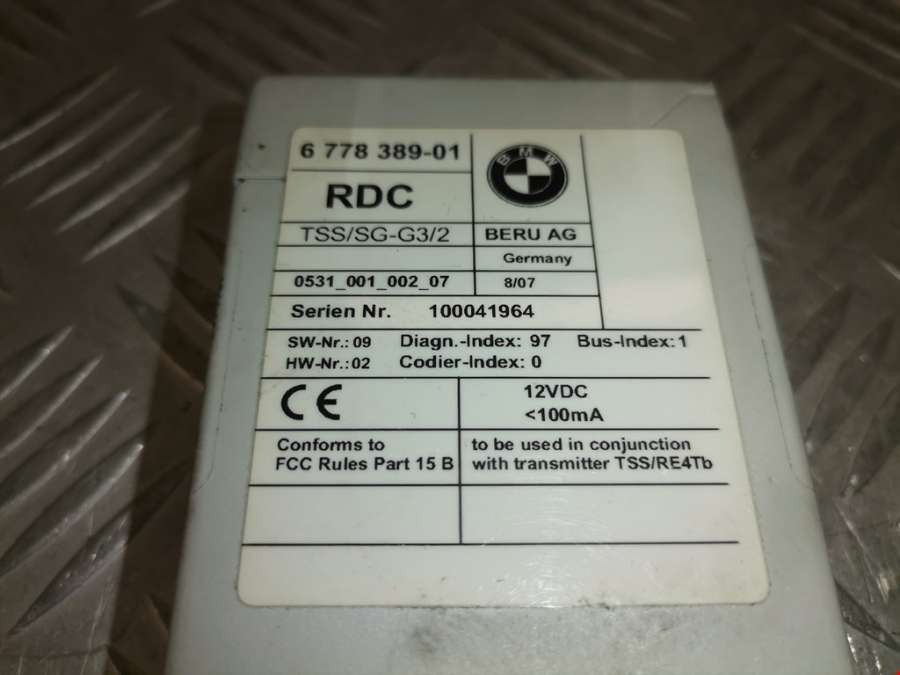 6 778 389-01
BMW
RDC
TSS/SG-G3/2
BERU AG
Germany
0531_001_002_07
8/07
Serien Nr. 100041964
SW-Nr.: 09 Diagn.-Index: 97 Bus-Index: 1
HW-Nr.: 02 Codier-Index: 0
CE
12VDC
<100mA
Conforms to
FCC Rules Part 15 B
to be used in conjunction
with transmitter TSS/RE4Tb